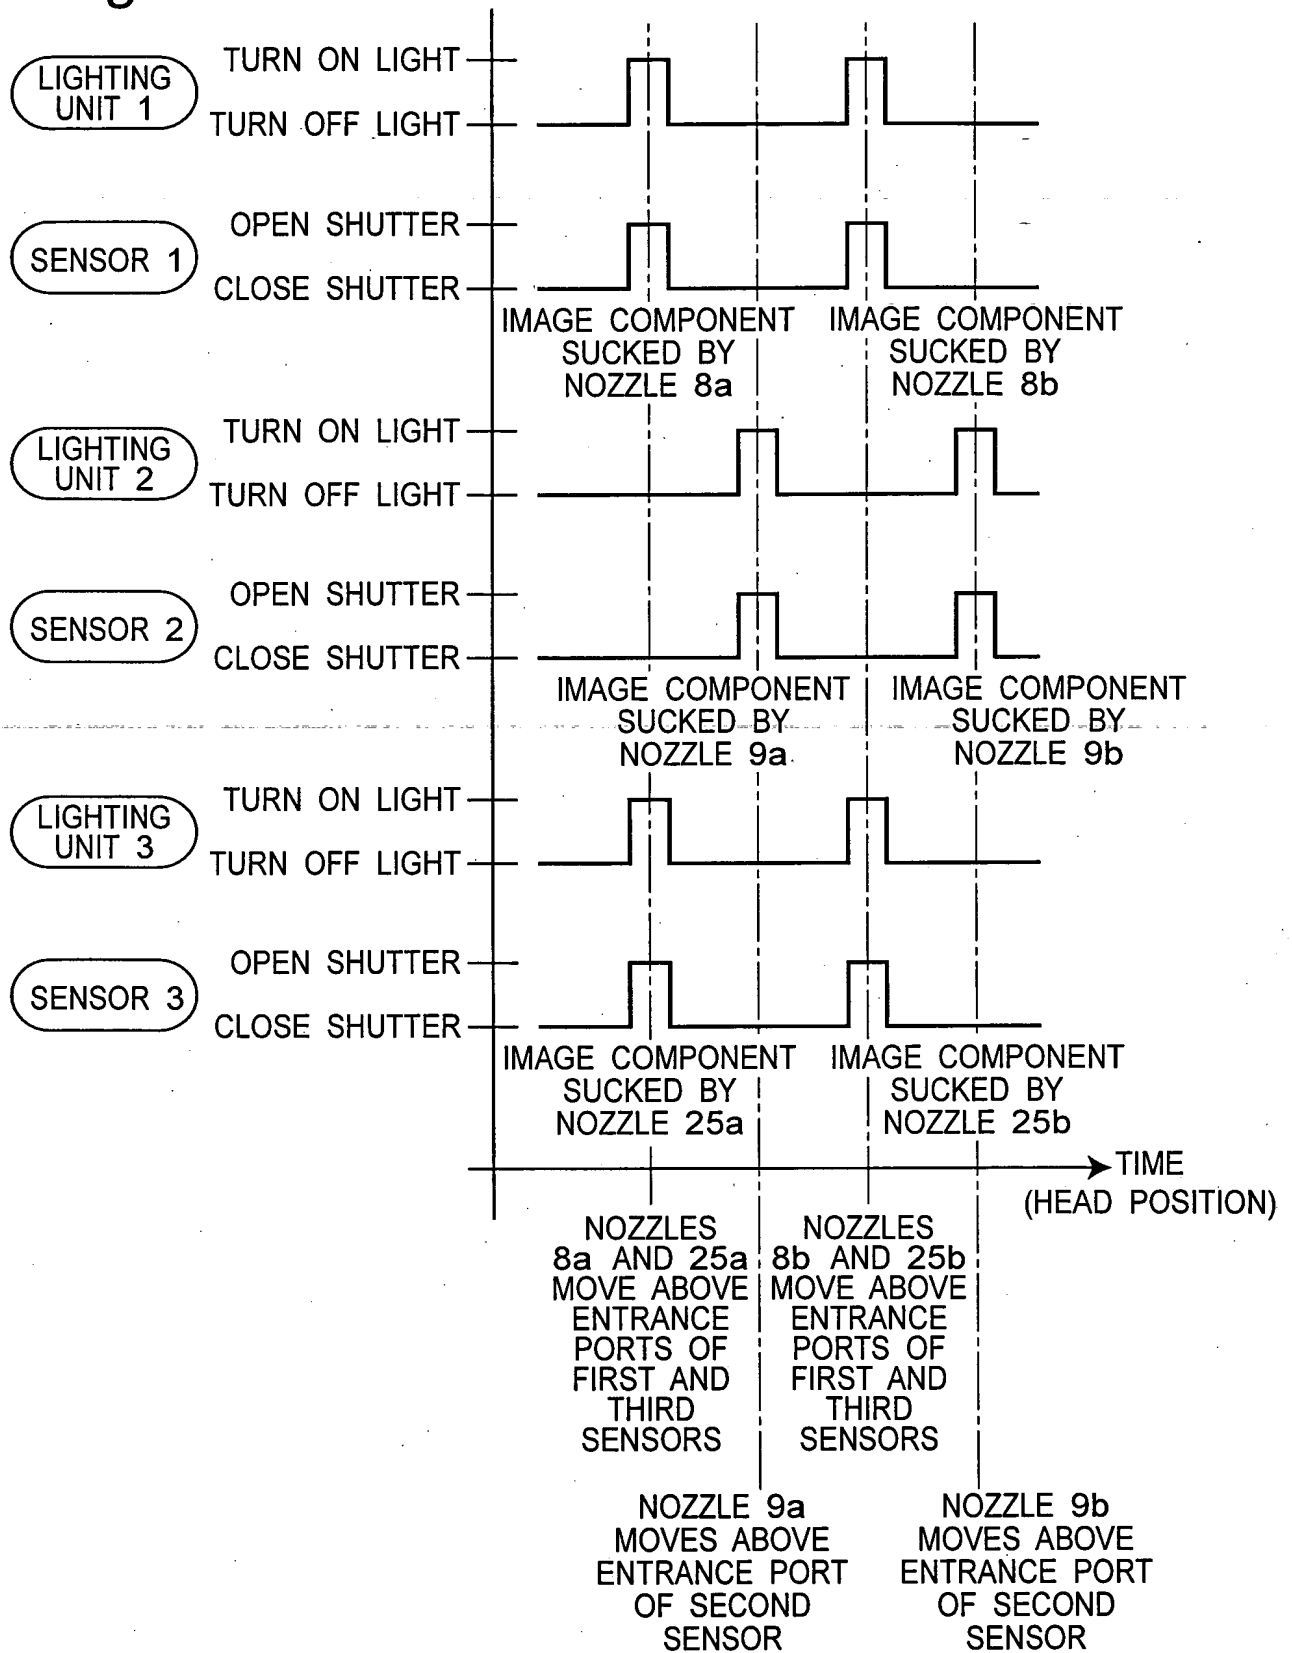 TURN ON LIGHT
LIGHTING
UNIT 1
TURN OFF LIGHT
OPEN SHUTTER
SENSOR 1
CLOSE SHUTTER
IMAGE COMPONENT
SUCKED BY
NOZZLE 8a
IMAGE COMPONENT
SUCKED BY
NOZZLE 8b
TURN ON LIGHT
LIGHTING
UNIT 2
TURN OFF LIGHT
OPEN SHUTTER
SENSOR 2
CLOSE SHUTTER
IMAGE COMPONENT
SUCKED BY
NOZZLE 9a
IMAGE COMPONENT
SUCKED BY
NOZZLE 9b
TURN ON LIGHT
LIGHTING
UNIT 3
TURN OFF LIGHT
OPEN SHUTTER
SENSOR 3
CLOSE SHUTTER
IMAGE COMPONENT
SUCKED BY
NOZZLE 25a
IMAGE COMPONENT
SUCKED BY
NOZZLE 25b
TIME
(HEAD POSITION)
NOZZLES
8a AND 25a
MOVE ABOVE
ENTRANCE
PORTS OF
FIRST AND
THIRD
SENSORS
NOZZLES
8b AND 25b
MOVE ABOVE
ENTRANCE
PORTS OF
FIRST AND
THIRD
SENSORS
NOZZLE 9a
MOVES ABOVE
ENTRANCE PORT
OF SECOND
SENSOR
NOZZLE 9b
MOVES ABOVE
ENTRANCE PORT
OF SECOND
SENSOR